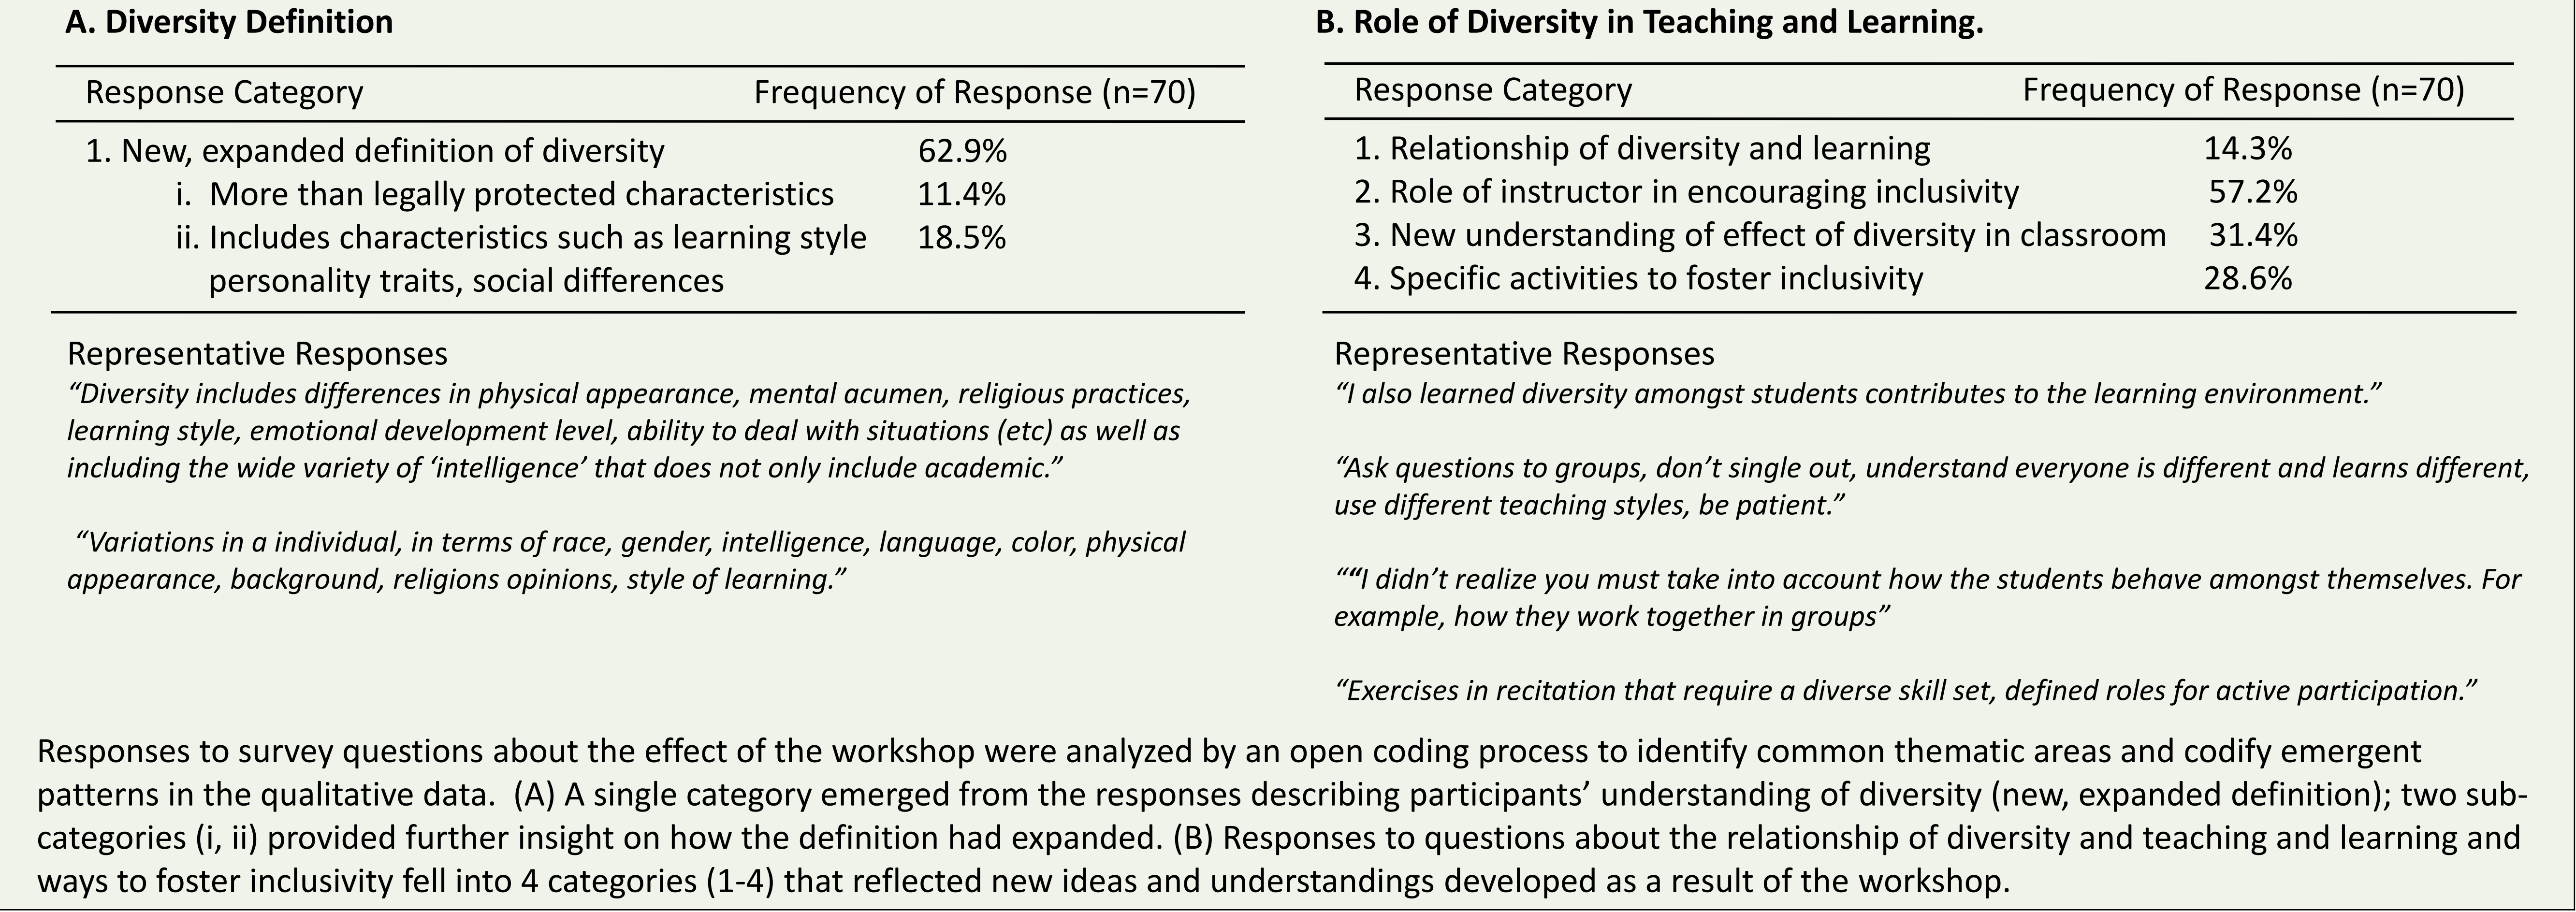 A. Diversity Definition
Response Category Frequency of Response (n=70)
1. New, expanded definition of diversity 62.9%
i. More than legally protected characteristics 11.4%
ii. Includes characteristics such as learning style 18.5%
personality traits, social differences
Representative Responses
“Diversity includes differences in physical appearance, mental acumen, religious practices,
learning style, emotional development level, ability to deal with situations (etc) as well as
including the wide variety of ‘intelligence’ that does not only include academic.”
“Variations in a individual, in terms of race, gender, intelligence, language, color, physical
appearance, background, religions opinions, style of learning.”
B. Role of Diversity in Teaching and Learning.
Response Category Frequency of Response (n=70)
1. Relationship of diversity and learning 14.3%
2. Role of instructor in encouraging inclusivity 57.2%
3. New understanding of effect of diversity in classroom 31.4%
4. Specific activities to foster inclusivity 28.6%
Representative Responses
“I also learned diversity amongst students contributes to the learning environment.”
“Ask questions to groups, don’t single out, understand everyone is different and learns different,
use different teaching styles, be patient.”
““I didn’t realize you must take into account how the students behave amongst themselves. For
example, how they work together in groups”
“Exercises in recitation that require a diverse skill set, defined roles for active participation.”
Responses to survey questions about the effect of the workshop were analyzed by an open coding process to identify common thematic areas and codify emergent
patterns in the qualitative data.  (A) A single category emerged from the responses describing participants’ understanding of diversity (new, expanded definition); two sub-
categories (i, ii) provided further insight on how the definition had expanded. (B) Responses to questions about the relationship of diversity and teaching and learning and
ways to foster inclusivity fell into 4 categories (1-4) that reflected new ideas and understandings developed as a result of the workshop.